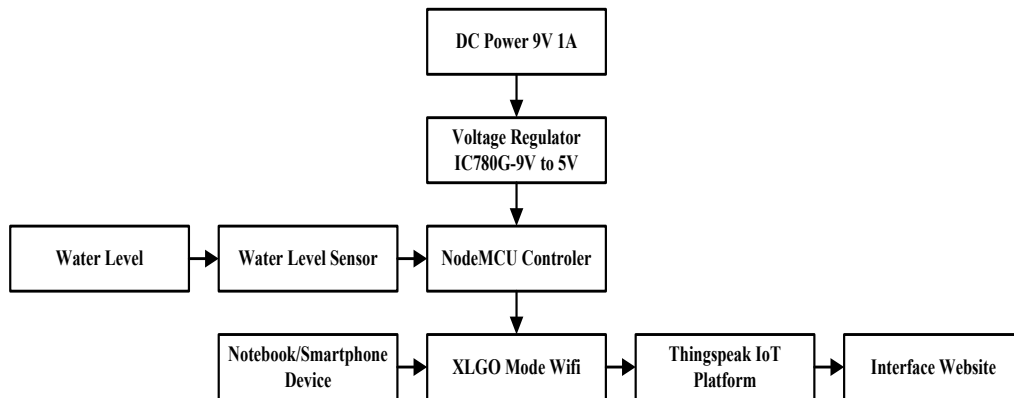 DC Power 9V 1A
Voltage Regulator
IC780G-9V to 5V
Water Level
Water Level Sensor
NodeMCU Controler
Notebook/Smartphone
Device
XLGO Mode Wifi
Thingspeak IoT
Platform
Interface Website